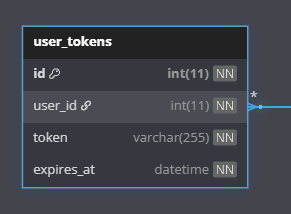 user_tokens
id int(11) NN
user_id int(11) NN
token varchar(255) NN
expires_at datetime NN
*